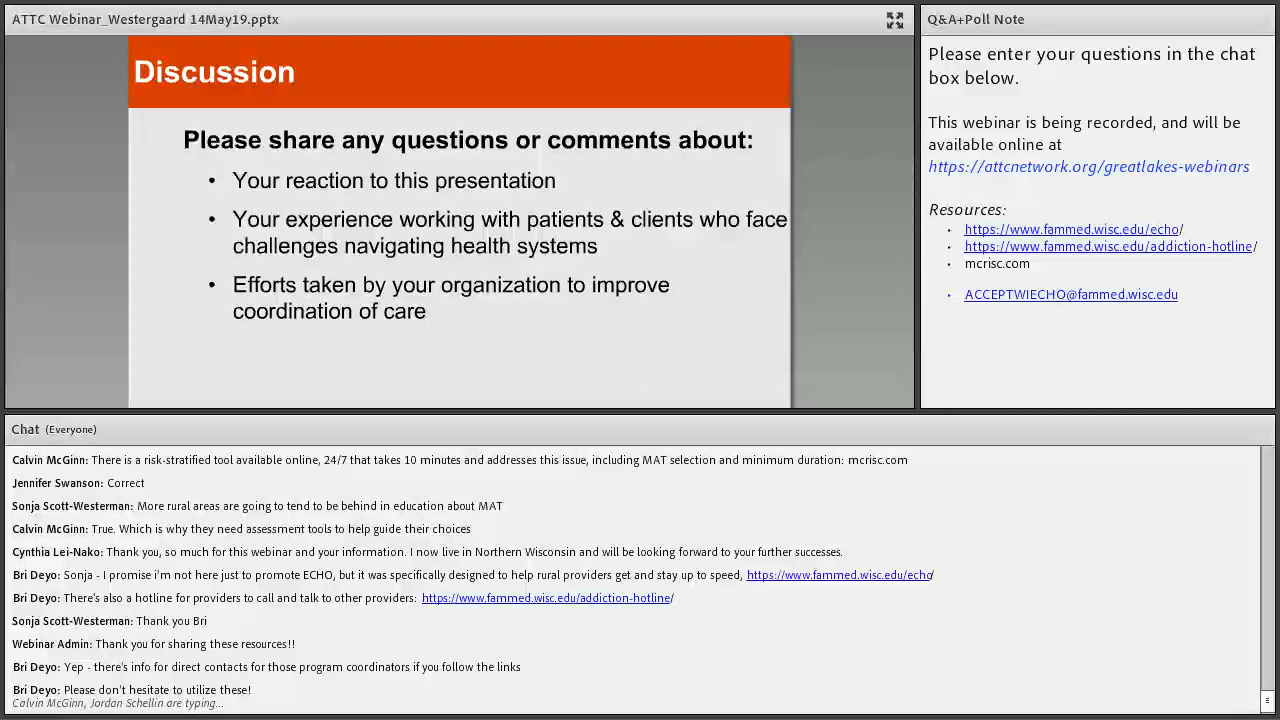 ATTC Webinar_Westergaard 14May19.pptx
Discussion
Please share any questions or comments about:
• Your reaction to this presentation
• Your experience working with patients & clients who face
challenges navigating health systems
• Efforts taken by your organization to improve
coordination of care
Q&A+Poll Note
Please enter your questions in the chat
box below.
This webinar is being recorded, and will be
available online at
https://attcnetwork.org/greatlakes-webinars
Resources:
• https://www.fammed.wisc.edu/echo/
• https://www.fammed.wisc.edu/addiction-hotline/
• mcrisc.com
• ACCEPTWIECHO@fammed.wisc.edu
Chat (Everyone)
Calvin McGinn: There is a risk-stratified tool available online, 24/7 that takes 10 minutes and addresses this issue, including MAT selection and minimum duration: mcrisc.com
Jennifer Swanson: Correct
Sonja Scott-Westerman: More rural areas are going to tend to be behind in education about MAT
Calvin McGinn: True. Which is why they need assessment tools to help guide their choices
Cynthia Lei-Nako: Thank you, so much for this webinar and your information. I now live in Northern Wisconsin and will be looking forward to your further successes.
Bri Deyo: Sonja - I promise i'm not here just to promote ECHO, but it was specifically designed to help rural providers get and stay up to speed, https://www.fammed.wisc.edu/echo/
Bri Deyo: There's also a hotline for providers to call and talk to other providers: https://www.fammed.wisc.edu/addiction-hotline/
Sonja Scott-Westerman: Thank you Bri
Webinar Admin: Thank you for sharing these resources!!
Bri Deyo: Yep - there's info for direct contacts for those program coordinators if you follow the links
Bri Deyo: Please don't hesitate to utilize these!
Calvin McGinn, Jordan Schellin are typing...